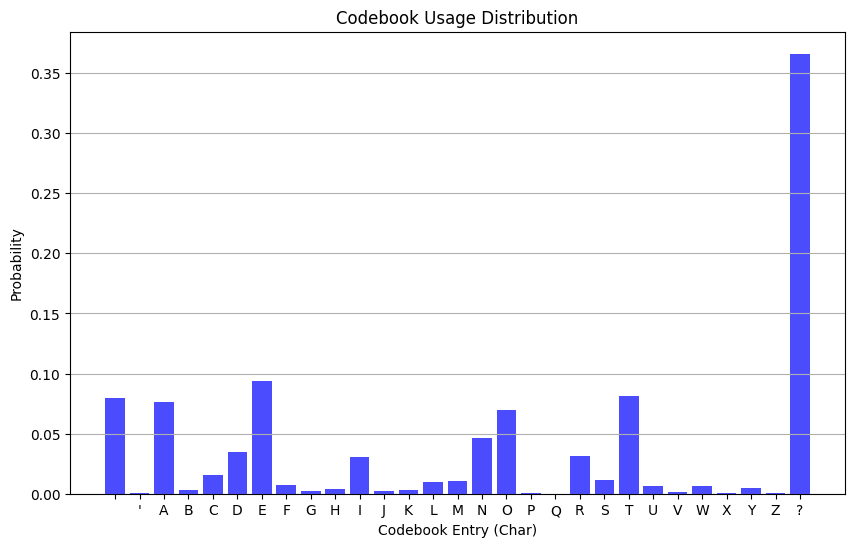 Codebook Usage Distribution
Probability
0.35
0.30
0.25
0.20
0.15
0.10
0.05
0.00
' A B C D E F G H I J K L M N O P Q R S T U V W X Y Z ?
Codebook Entry (Char)